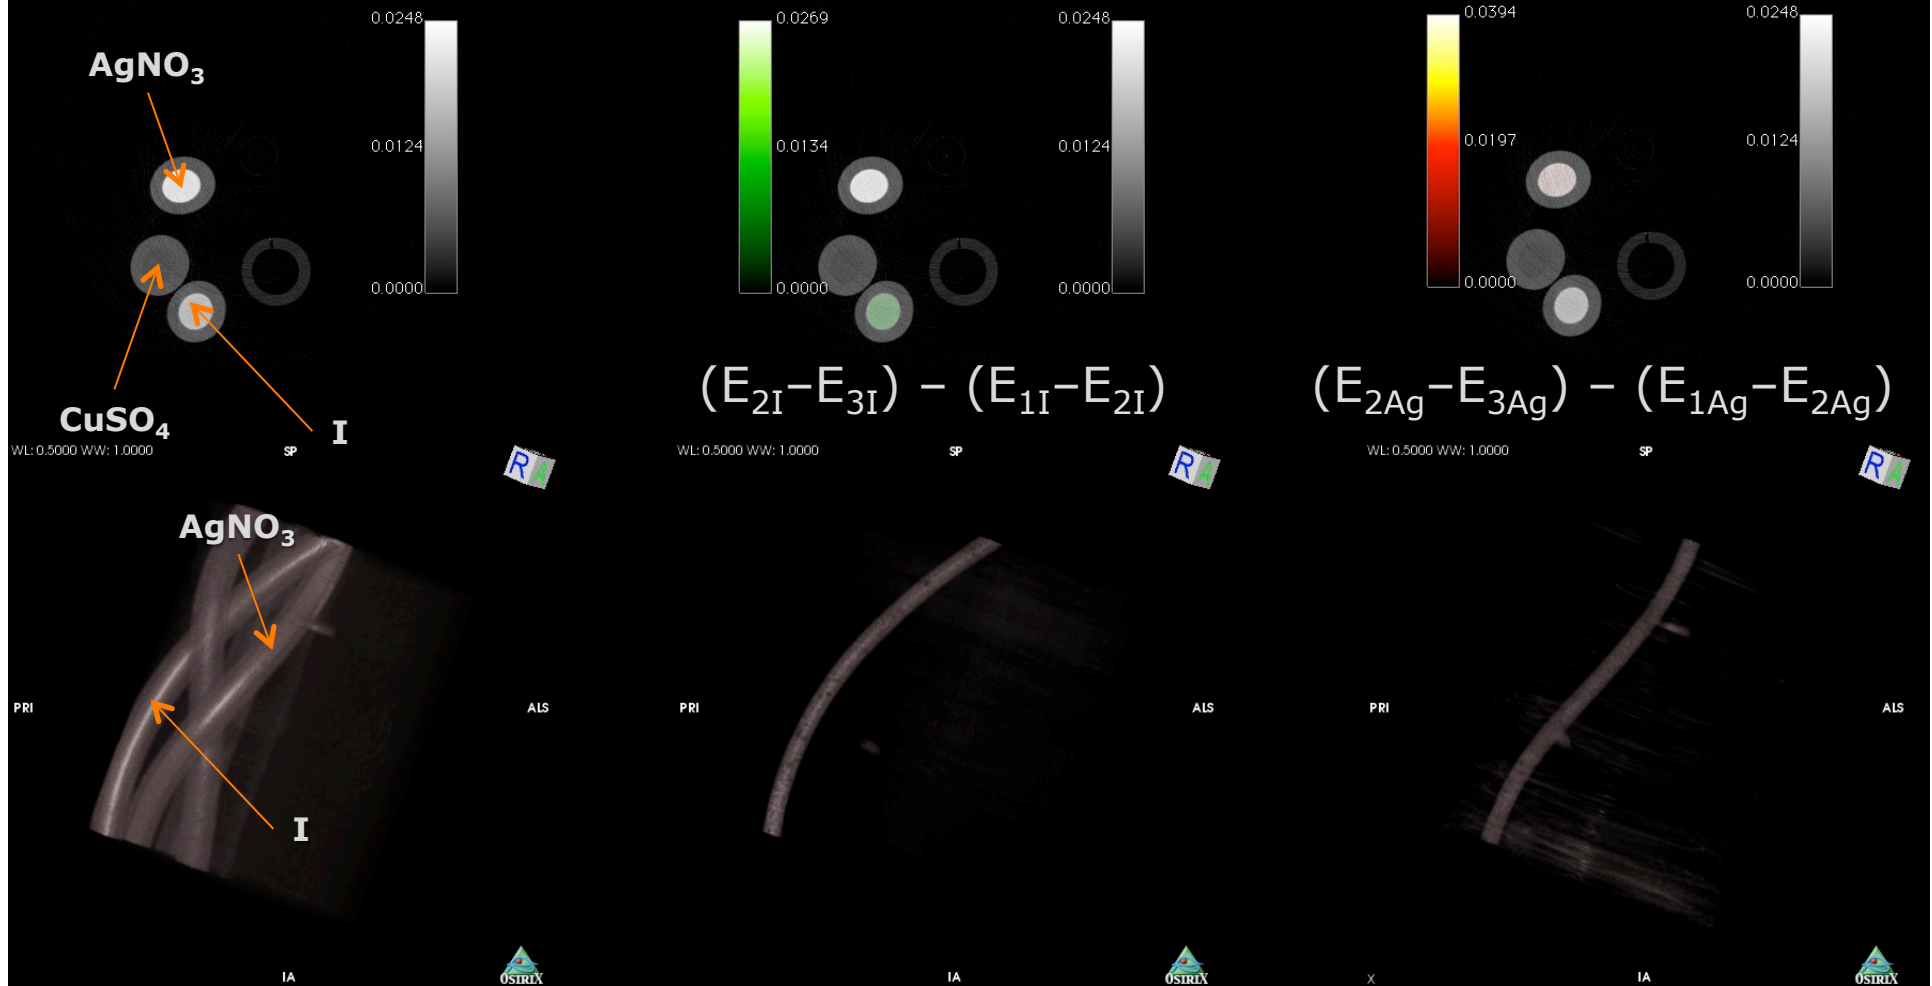 0.0248
0.0124
0.0000
AgNO₃
CuSO₄
I
0.0269
0.0134
0.0000
0.0248
0.0124
0.0000
(E₂I–E₃I) – (E₁I–E₂I)
0.0394
0.0197
0.0000
0.0248
0.0124
0.0000
(E₂Ag–E₃Ag) – (E₁Ag–E₂Ag)
WL: 0.5000 WW: 1.0000
SP
R A
AgNO₃
PRI
ALS
I
IA
OSIRIX
WL: 0.5000 WW: 1.0000
SP
R A
PRI
ALS
IA
OSIRIX
WL: 0.5000 WW: 1.0000
SP
R A
PRI
ALS
X
IA
OSIRIX